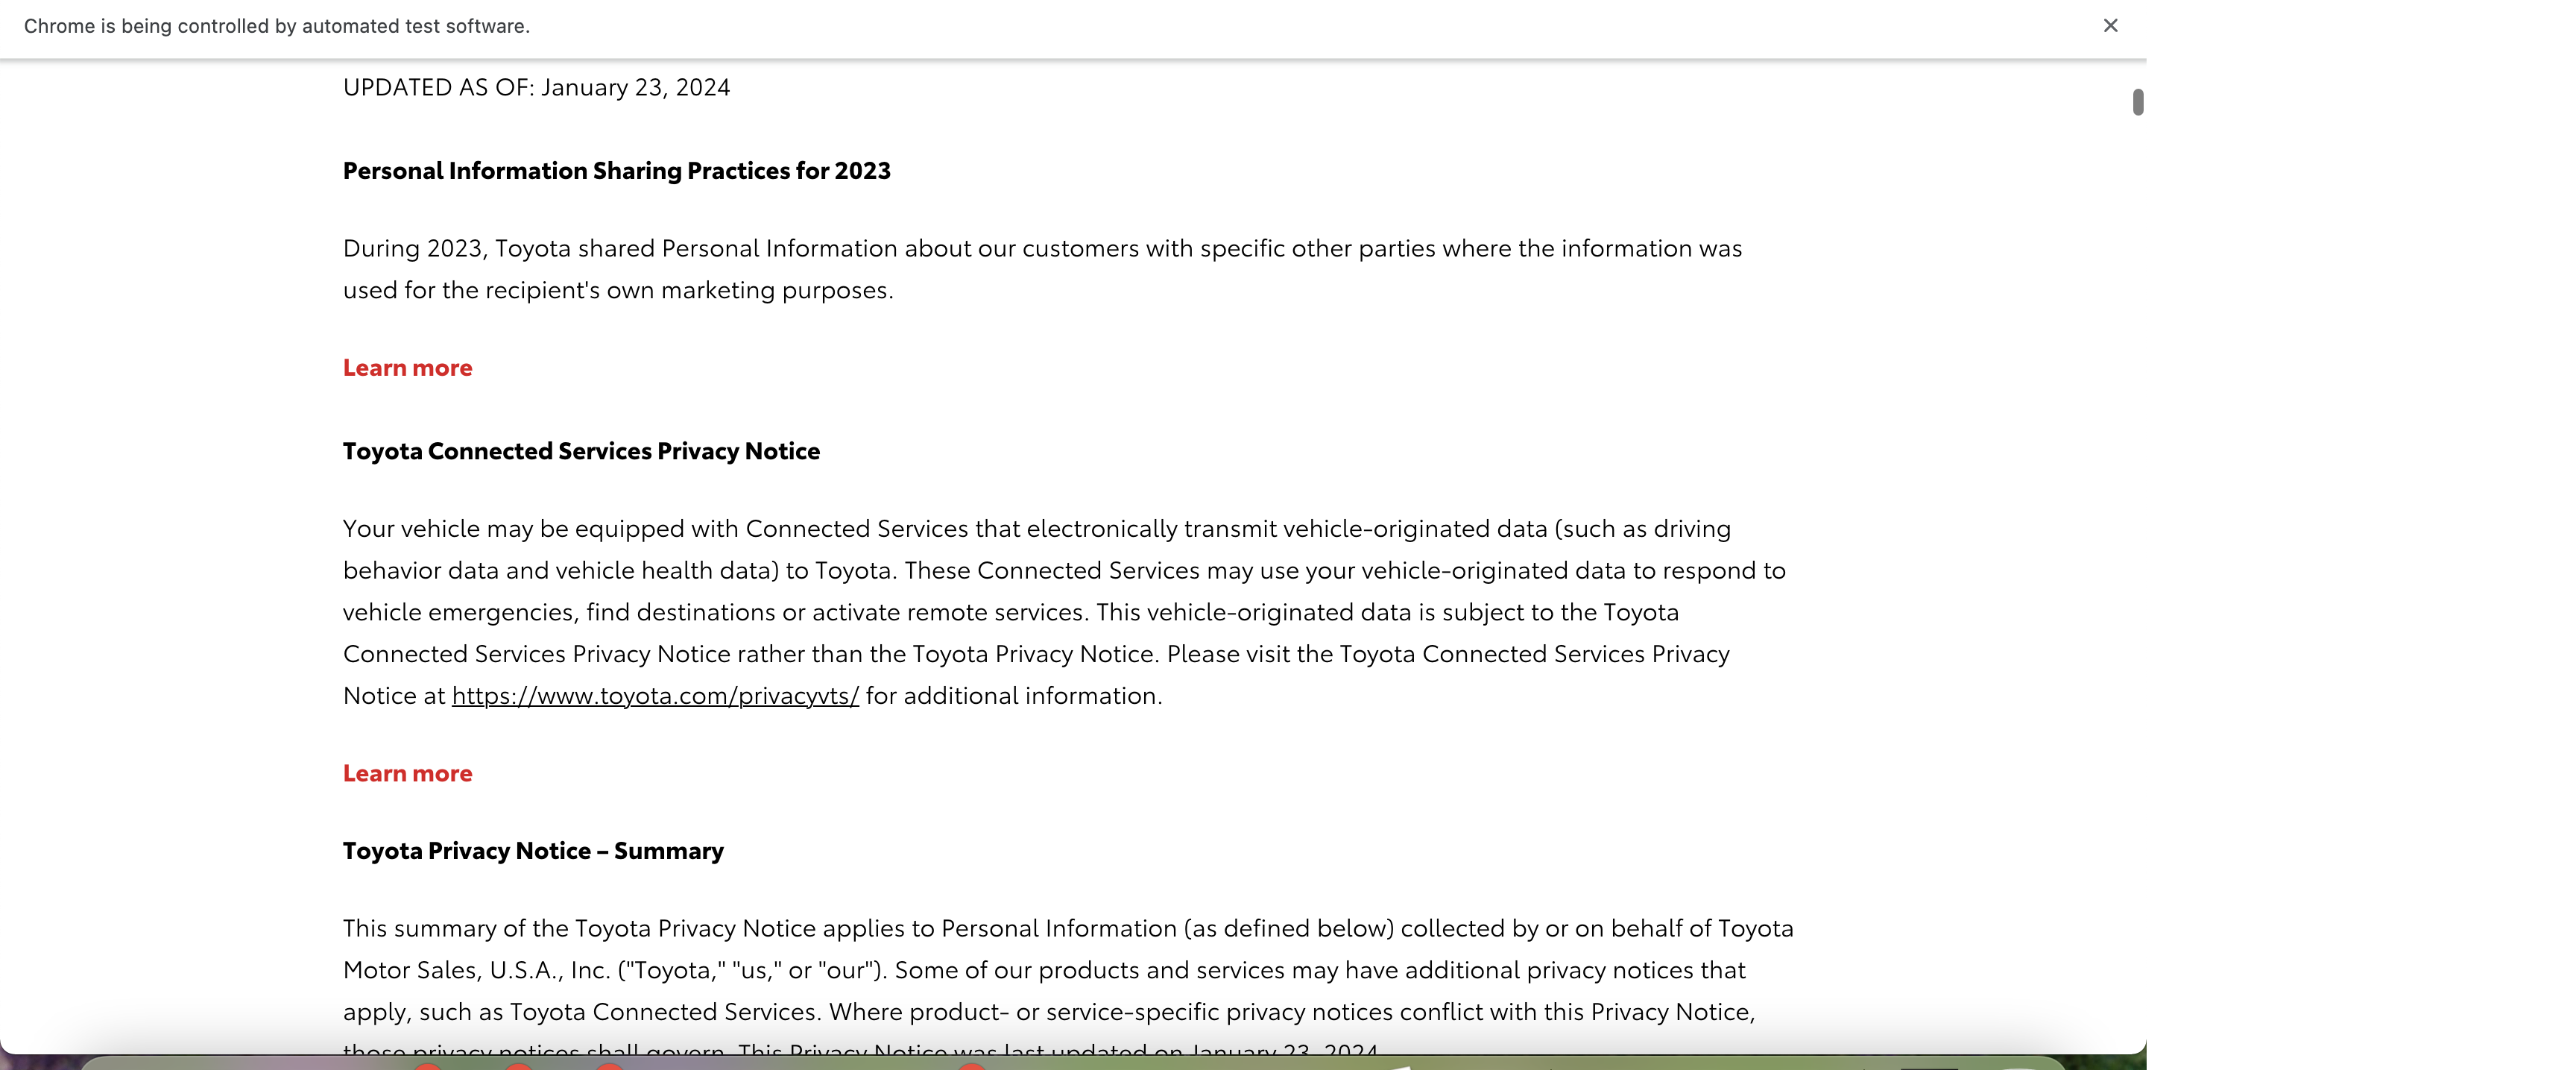 Chrome is being controlled by automated test software.
UPDATED AS OF: January 23, 2024
Personal Information Sharing Practices for 2023
During 2023, Toyota shared Personal Information about our customers with specific other parties where the information was
used for the recipient's own marketing purposes.
Learn more
Toyota Connected Services Privacy Notice
Your vehicle may be equipped with Connected Services that electronically transmit vehicle-originated data (such as driving
behavior data and vehicle health data) to Toyota. These Connected Services may use your vehicle-originated data to respond to
vehicle emergencies, find destinations or activate remote services. This vehicle-originated data is subject to the Toyota
Connected Services Privacy Notice rather than the Toyota Privacy Notice. Please visit the Toyota Connected Services Privacy
Notice at https://www.toyota.com/privacyvts/ for additional information.
Learn more
Toyota Privacy Notice – Summary
This summary of the Toyota Privacy Notice applies to Personal Information (as defined below) collected by or on behalf of Toyota
Motor Sales, U.S.A., Inc. ("Toyota," "us," or "our"). Some of our products and services may have additional privacy notices that
apply, such as Toyota Connected Services. Where product- or service-specific privacy notices conflict with this Privacy Notice,
those privacy notices shall govern. This Privacy Notice was last updated on January 23, 2024.